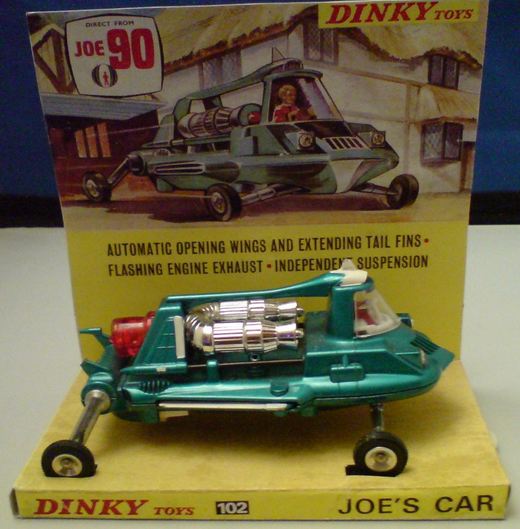 DIRECT FROM
JOE 90
DINKY TOYS
AUTOMATIC OPENING WINGS AND EXTENDING TAIL FINS •
FLASHING ENGINE EXHAUST • INDEPENDENT SUSPENSION
DINKY TOYS 102 JOE'S CAR